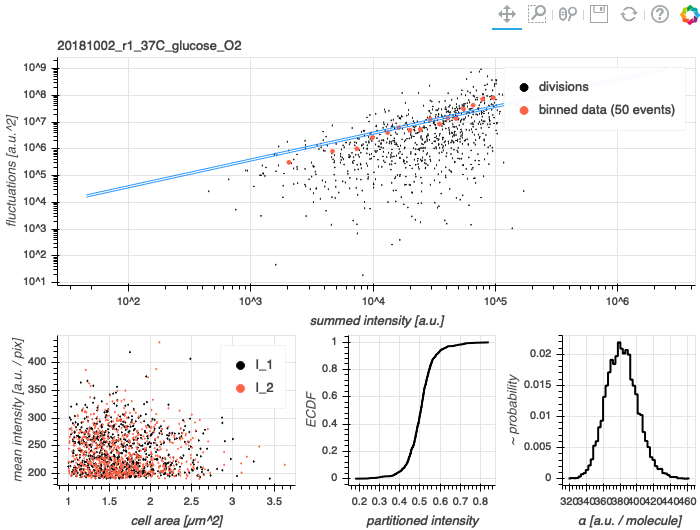 20181002_r1_37C_glucose_O2
fluctuations [a.u.^2]
10^9
10^8
10^7
10^6
10^5
10^4
10^3
10^2
10^1
divisions
binned data (50 events)
10^2 10^3 10^4 10^5 10^6
summed intensity [a.u.]
mean intensity [a.u. / pix]
400
350
300
250
200
I_1
I_2
1 1.5 2 2.5 3 3.5
cell area [µm^2]
ECDF
1
0.8
0.6
0.4
0.2
0
0.2 0.3 0.4 0.5 0.6 0.7 0.8
partitioned intensity
~ probability
0.02
0.015
0.01
0.005
0
320 340 360 380 400 420 440 460
α [a.u. / molecule]